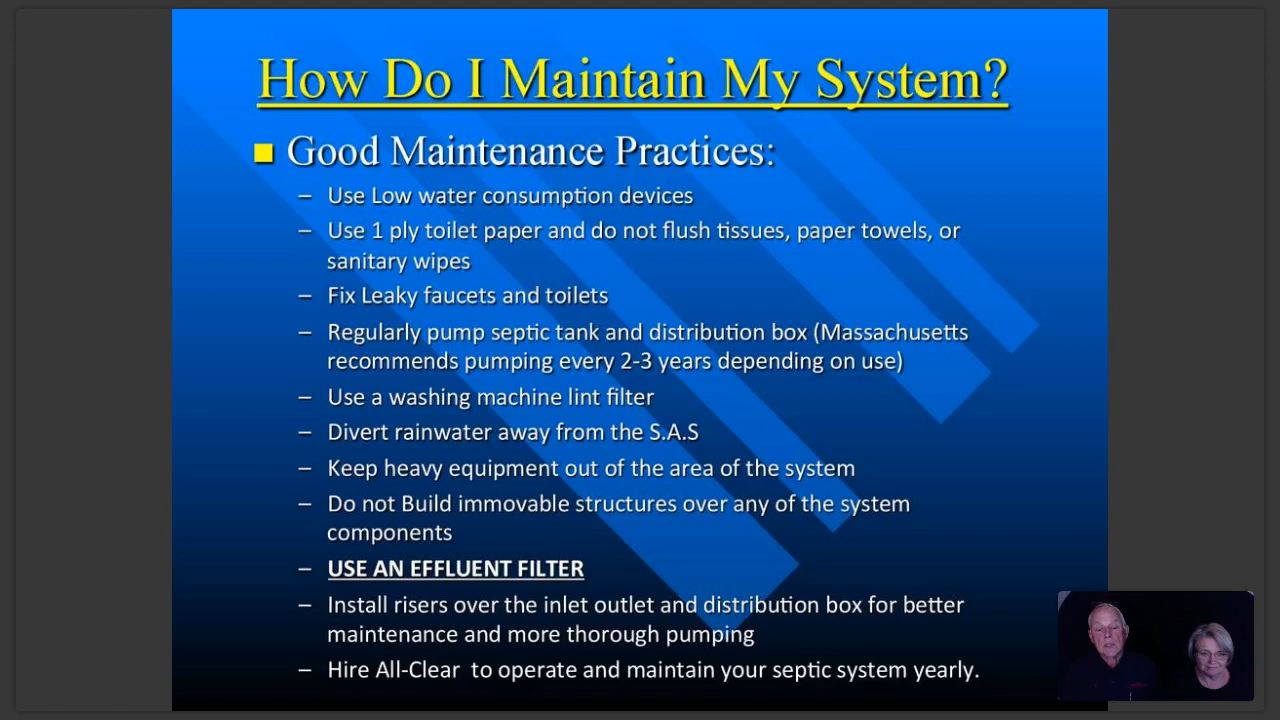 How Do I Maintain My System?
■ Good Maintenance Practices:
– Use Low water consumption devices
– Use 1 ply toilet paper and do not flush tissues, paper towels, or
sanitary wipes
– Fix Leaky faucets and toilets
– Regularly pump septic tank and distribution box (Massachusetts
recommends pumping every 2-3 years depending on use)
– Use a washing machine lint filter
– Divert rainwater away from the S.A.S
– Keep heavy equipment out of the area of the system
– Do not Build immovable structures over any of the system
components
– USE AN EFFLUENT FILTER
– Install risers over the inlet outlet and distribution box for better
maintenance and more thorough pumping
– Hire All-Clear to operate and maintain your septic system yearly.